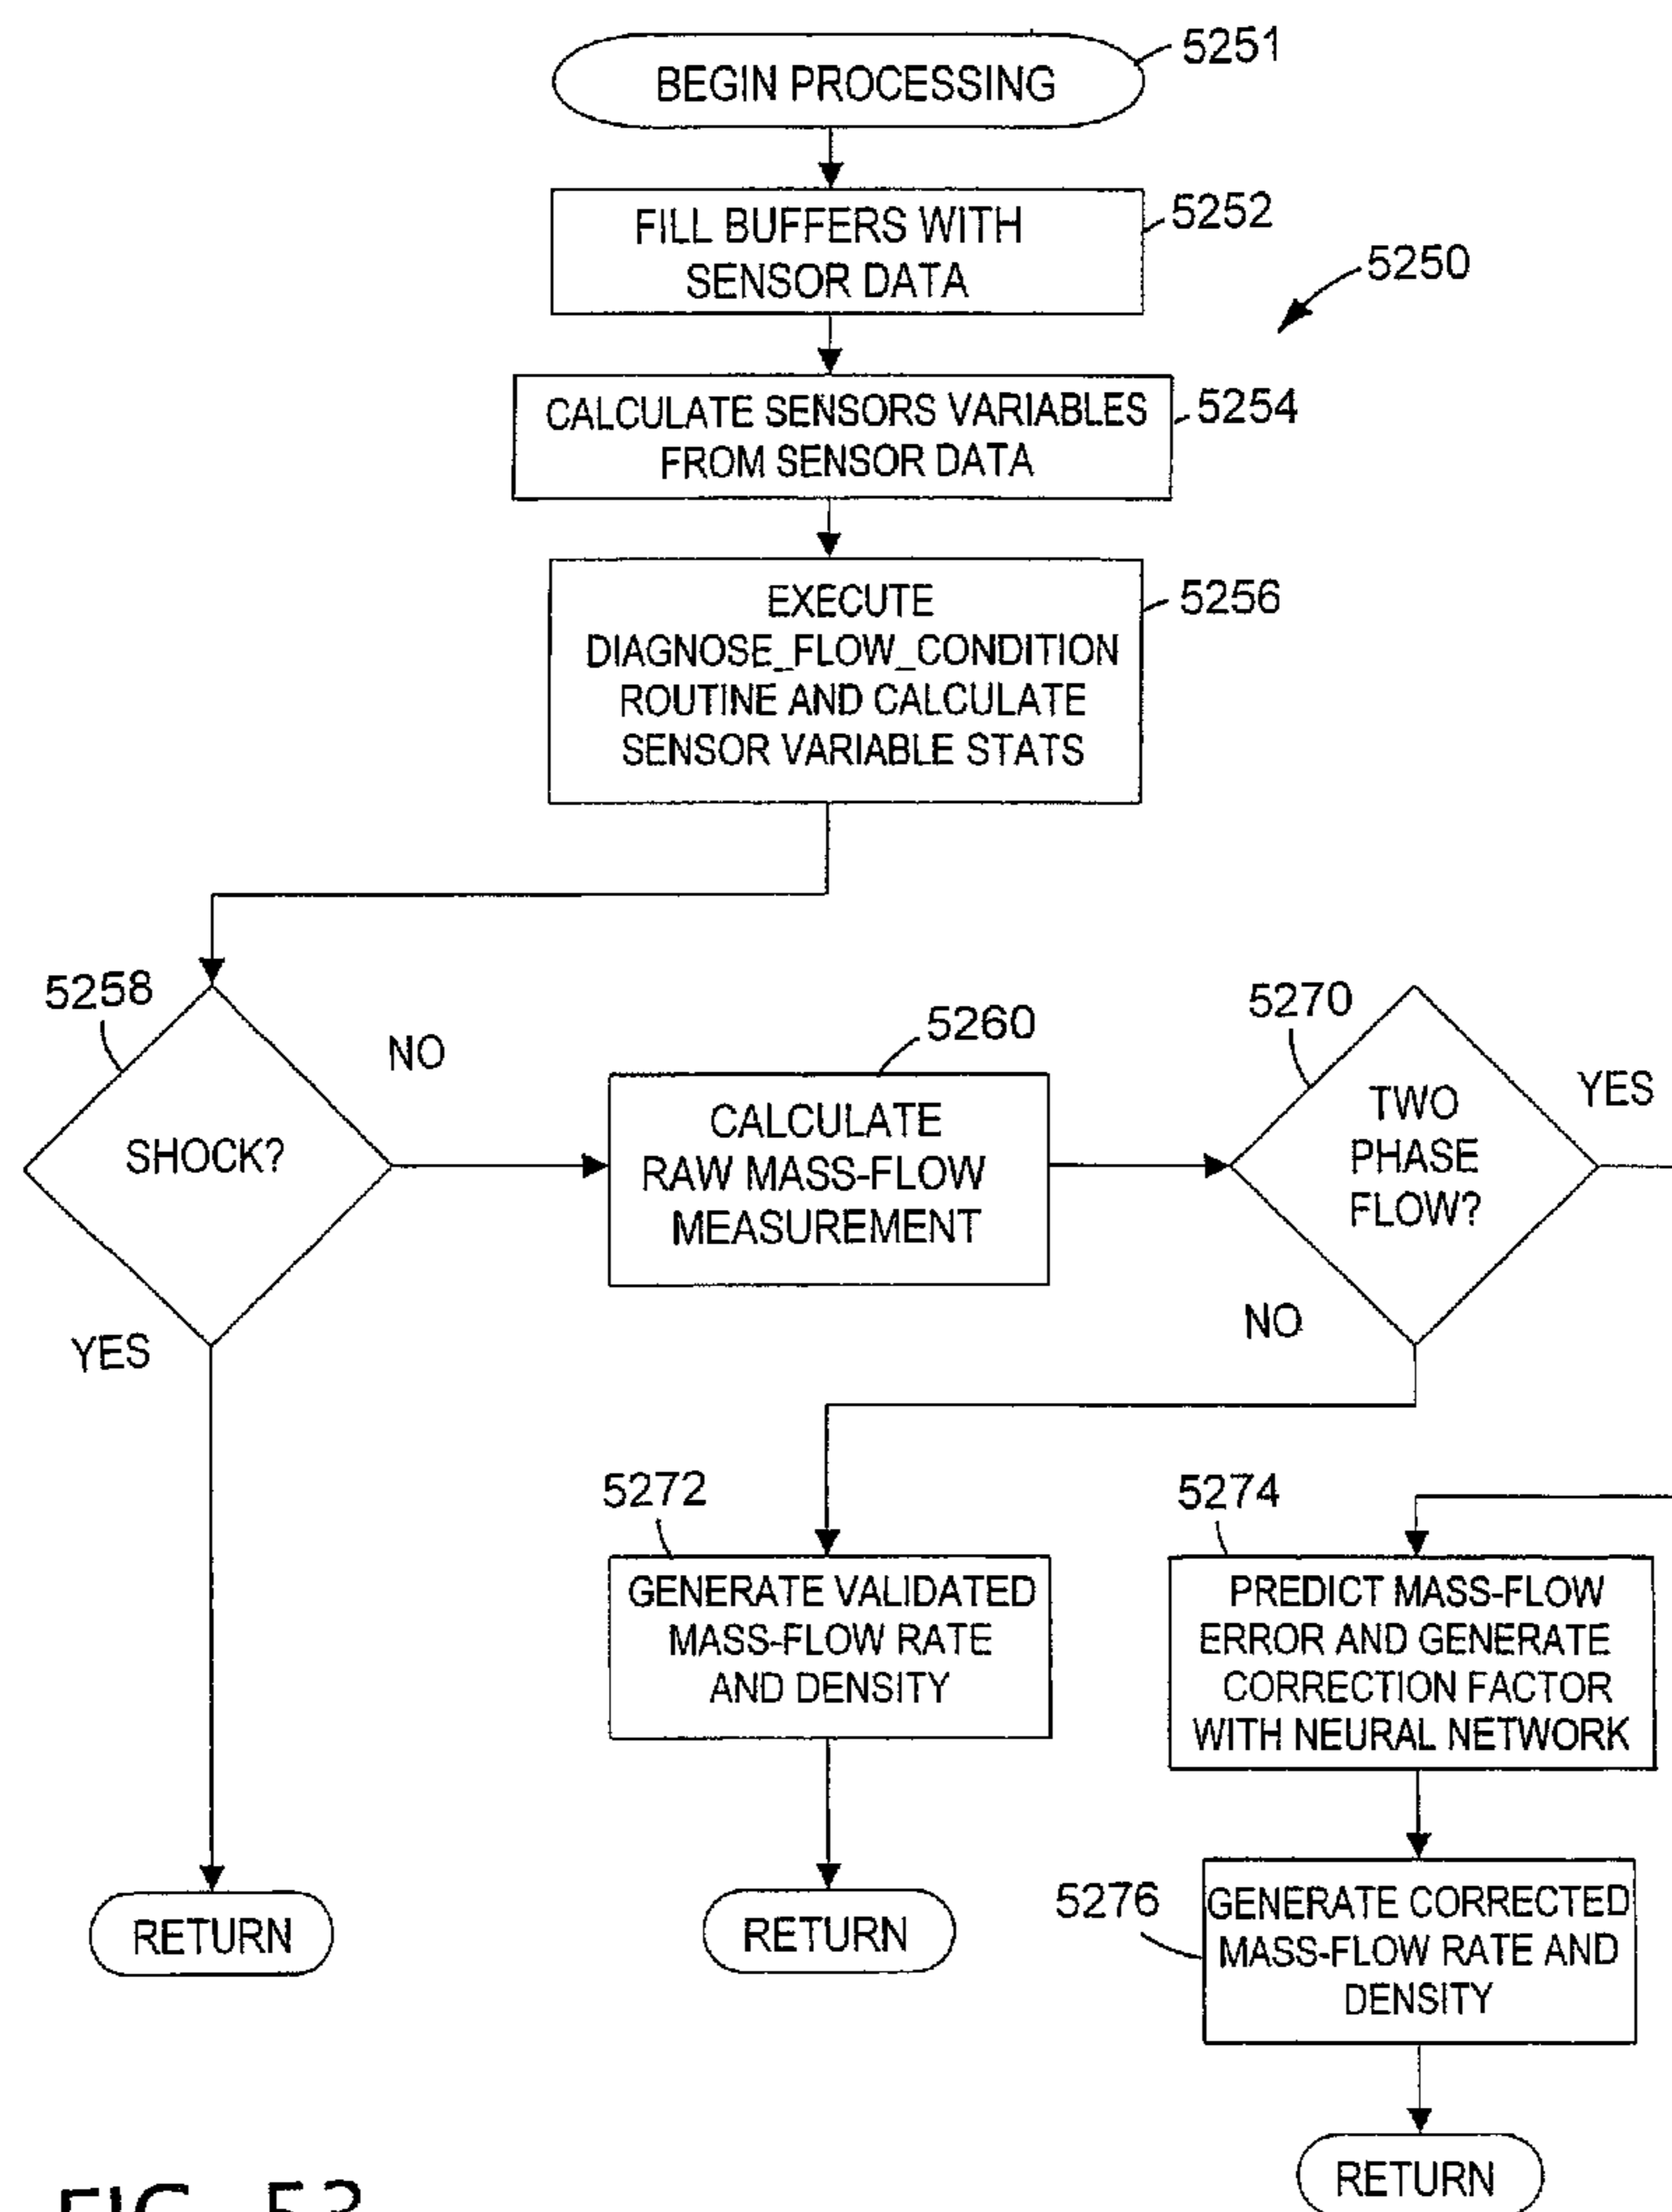 5251
BEGIN PROCESSING
5252
FILL BUFFERS WITH
SENSOR DATA
5250
5254
CALCULATE SENSORS VARIABLES
FROM SENSOR DATA
5256
EXECUTE
DIAGNOSE_FLOW_CONDITION
ROUTINE AND CALCULATE
SENSOR VARIABLE STATS
5258
SHOCK?
NO
YES
5260
CALCULATE
RAW MASS-FLOW
MEASUREMENT
5270
TWO
PHASE
FLOW?
YES
NO
5272
GENERATE VALIDATED
MASS-FLOW RATE
AND DENSITY
5274
PREDICT MASS-FLOW
ERROR AND GENERATE
CORRECTION FACTOR
WITH NEURAL NETWORK
5276
GENERATE CORRECTED
MASS-FLOW RATE AND
DENSITY
RETURN
RETURN
RETURN